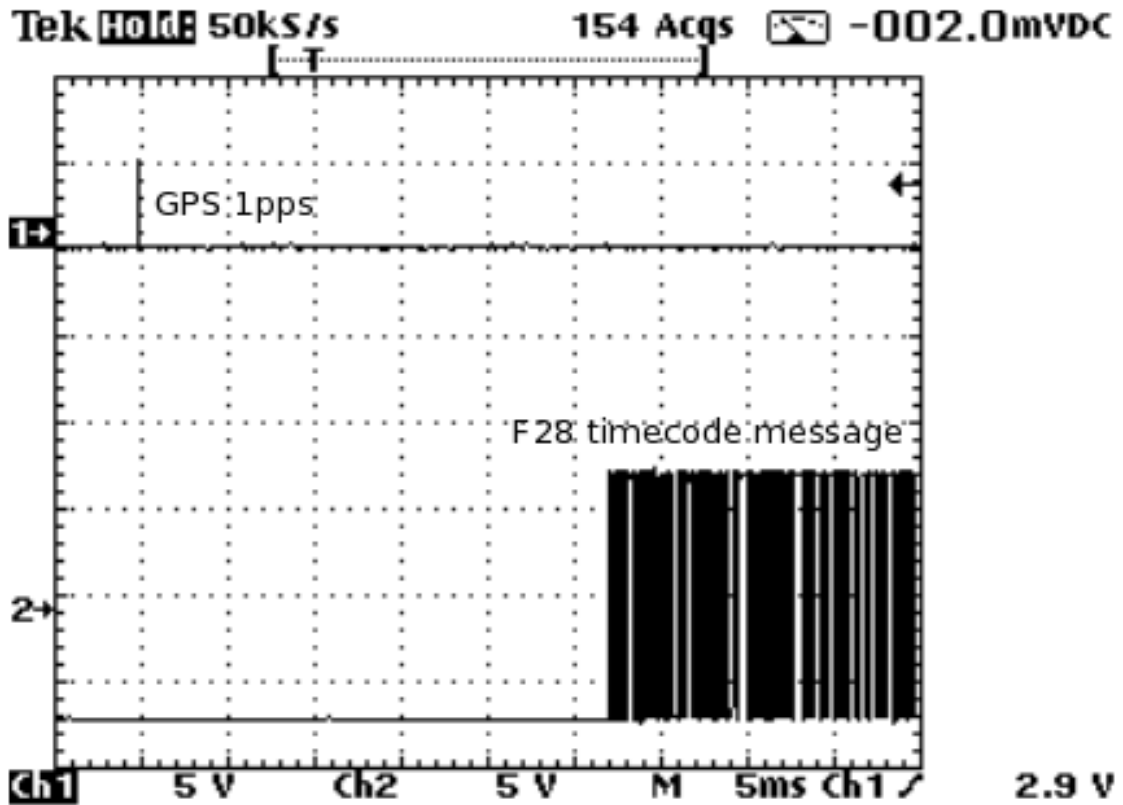 Tek Hold: 50kS/s 154 Acqs -002.0mVDC
T
GPS 1pps
1
F28 timecode message
2
Ch1 5 V Ch2 5 V M 5ms Ch1 2.9 V